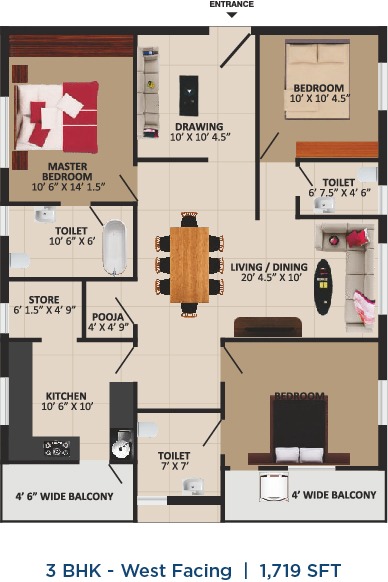 ENTRANCE
BEDROOM
10' X 10' 4.5"
DRAWING
10' X 10' 4.5"
MASTER
BEDROOM
10' 6" X 14' 1.5"
TOILET
6' 7.5" X 4' 6"
TOILET
10' 6" X 6'
LIVING / DINING
20' 4.5" X 10'
STORE
6' 1.5" X 4' 9"
POOJA
4' X 4' 9"
KITCHEN
10' 6" X 10'
BEDROOM
TOILET
7' X 7'
4' 6" WIDE BALCONY
4' WIDE BALCONY
3 BHK - West Facing | 1,719 SFT